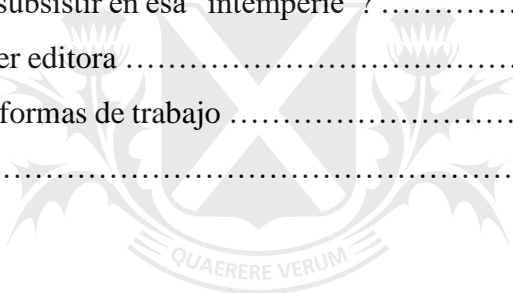 subsistir en esa “intemperie”? ……………
er editora …………………………………
formas de trabajo …………………………
……………………………………………
QUAERERE VERUM